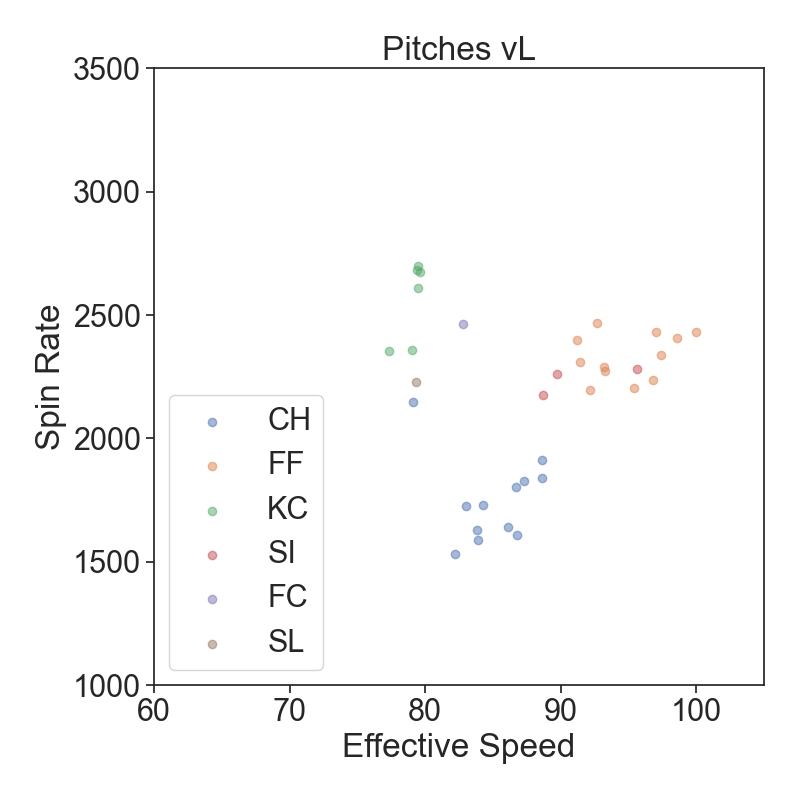 Pitches vL
3500
3000
2500
2000
1500
1000
Spin Rate
CH
FF
KC
SI
FC
SL
60 70 80 90 100
Effective Speed